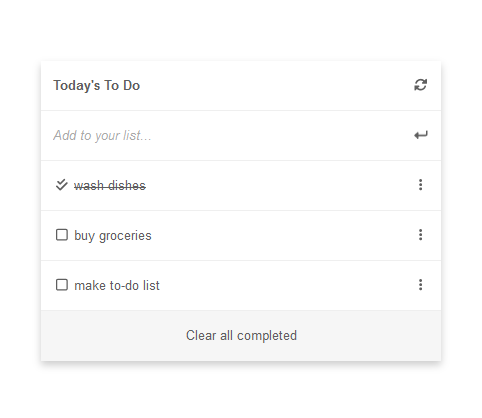 Today's To Do
Add to your list...
wash dishes
buy groceries
make to-do list
Clear all completed